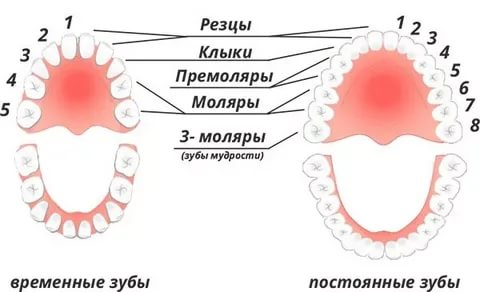 1
2
3
4
5
Резцы
Клыки
Премоляры
Моляры
3- моляры
(зубы мудрости)
1
2
3
4
5
6
7
8
временные зубы
постоянные зубы